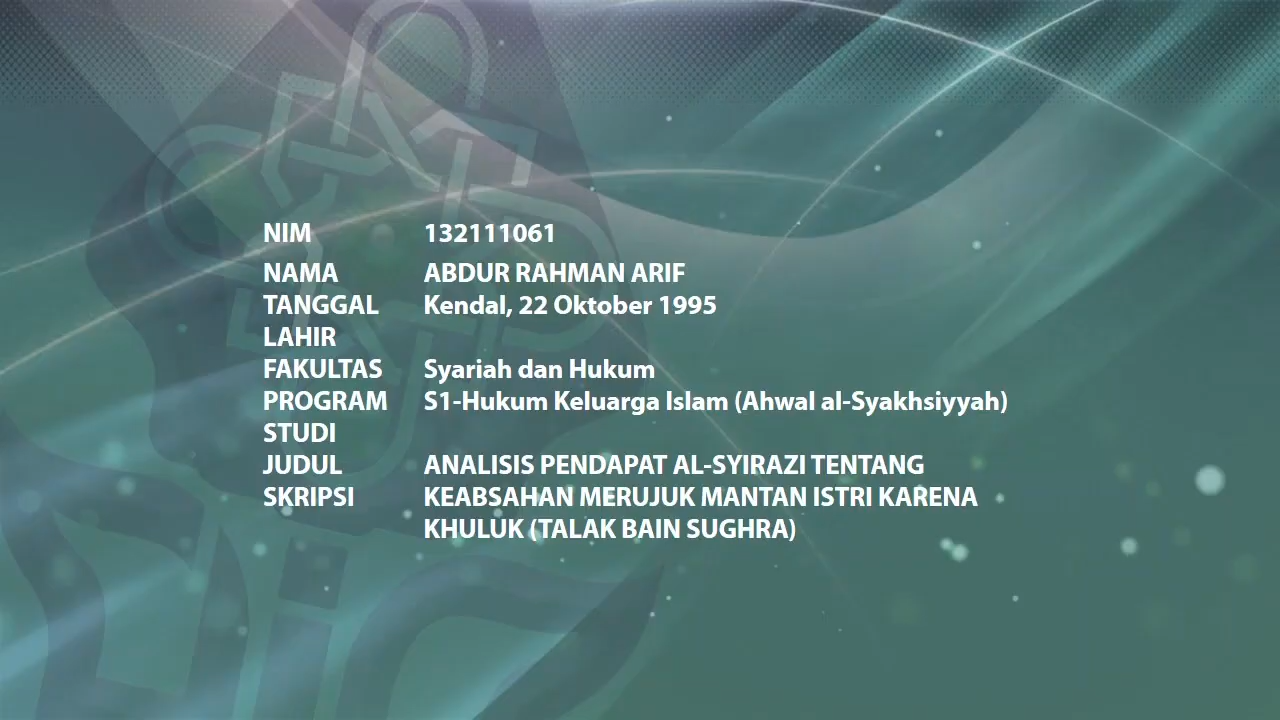 NIM 132111061
NAMA ABDUR RAHMAN ARIF
TANGGAL Kendal, 22 Oktober 1995
LAHIR
FAKULTAS Syariah dan Hukum
PROGRAM S1-Hukum Keluarga Islam (Ahwal al-Syakhsiyyah)
STUDI
JUDUL ANALISIS PENDAPAT AL-SYIRAZI TENTANG
SKRIPSI KEABSAHAN MERUJUK MANTAN ISTRI KARENA
KHULUK (TALAK BAIN SUGHRA)